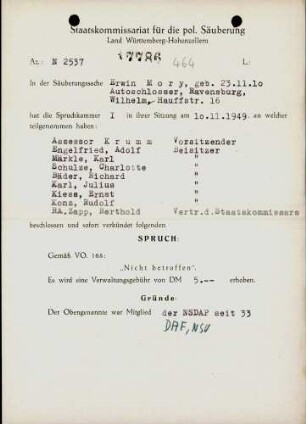 Staatskommissariat für die pol. Säuberung
Land Württemberg-Hohenzollern
17786
Az.: N 2537 464 L:
In der Säuberungssache Erwin Mory, geb. 23.11.10
Autoschlosser, Ravensburg,
Wilhelm-Hauffstr. 16
hat die Spruchkammer I in ihrer Sitzung am 10.11.1949 an welcher
teilgenommen haben:
Assessor Krumm Vorsitzender
Engelfried, Adolf Beisitzer
Märkle, Karl "
Schulze, Charlotte "
Bäder, Richard "
Karl, Julius "
Kiess, Ernst "
Konz, Rudolf "
RA. Zapp, Berthold Vertr.d.Staatskommissars
beschlossen und sofort verkündet folgenden
SPRUCH:
Gemäß VO. 168:
„Nicht betroffen".
Es wird eine Verwaltungsgebühr von DM 5.-- erhoben.
Gründe:
Der Obengenannte war Mitglied der NSDAP seit 33
DAF, NSV